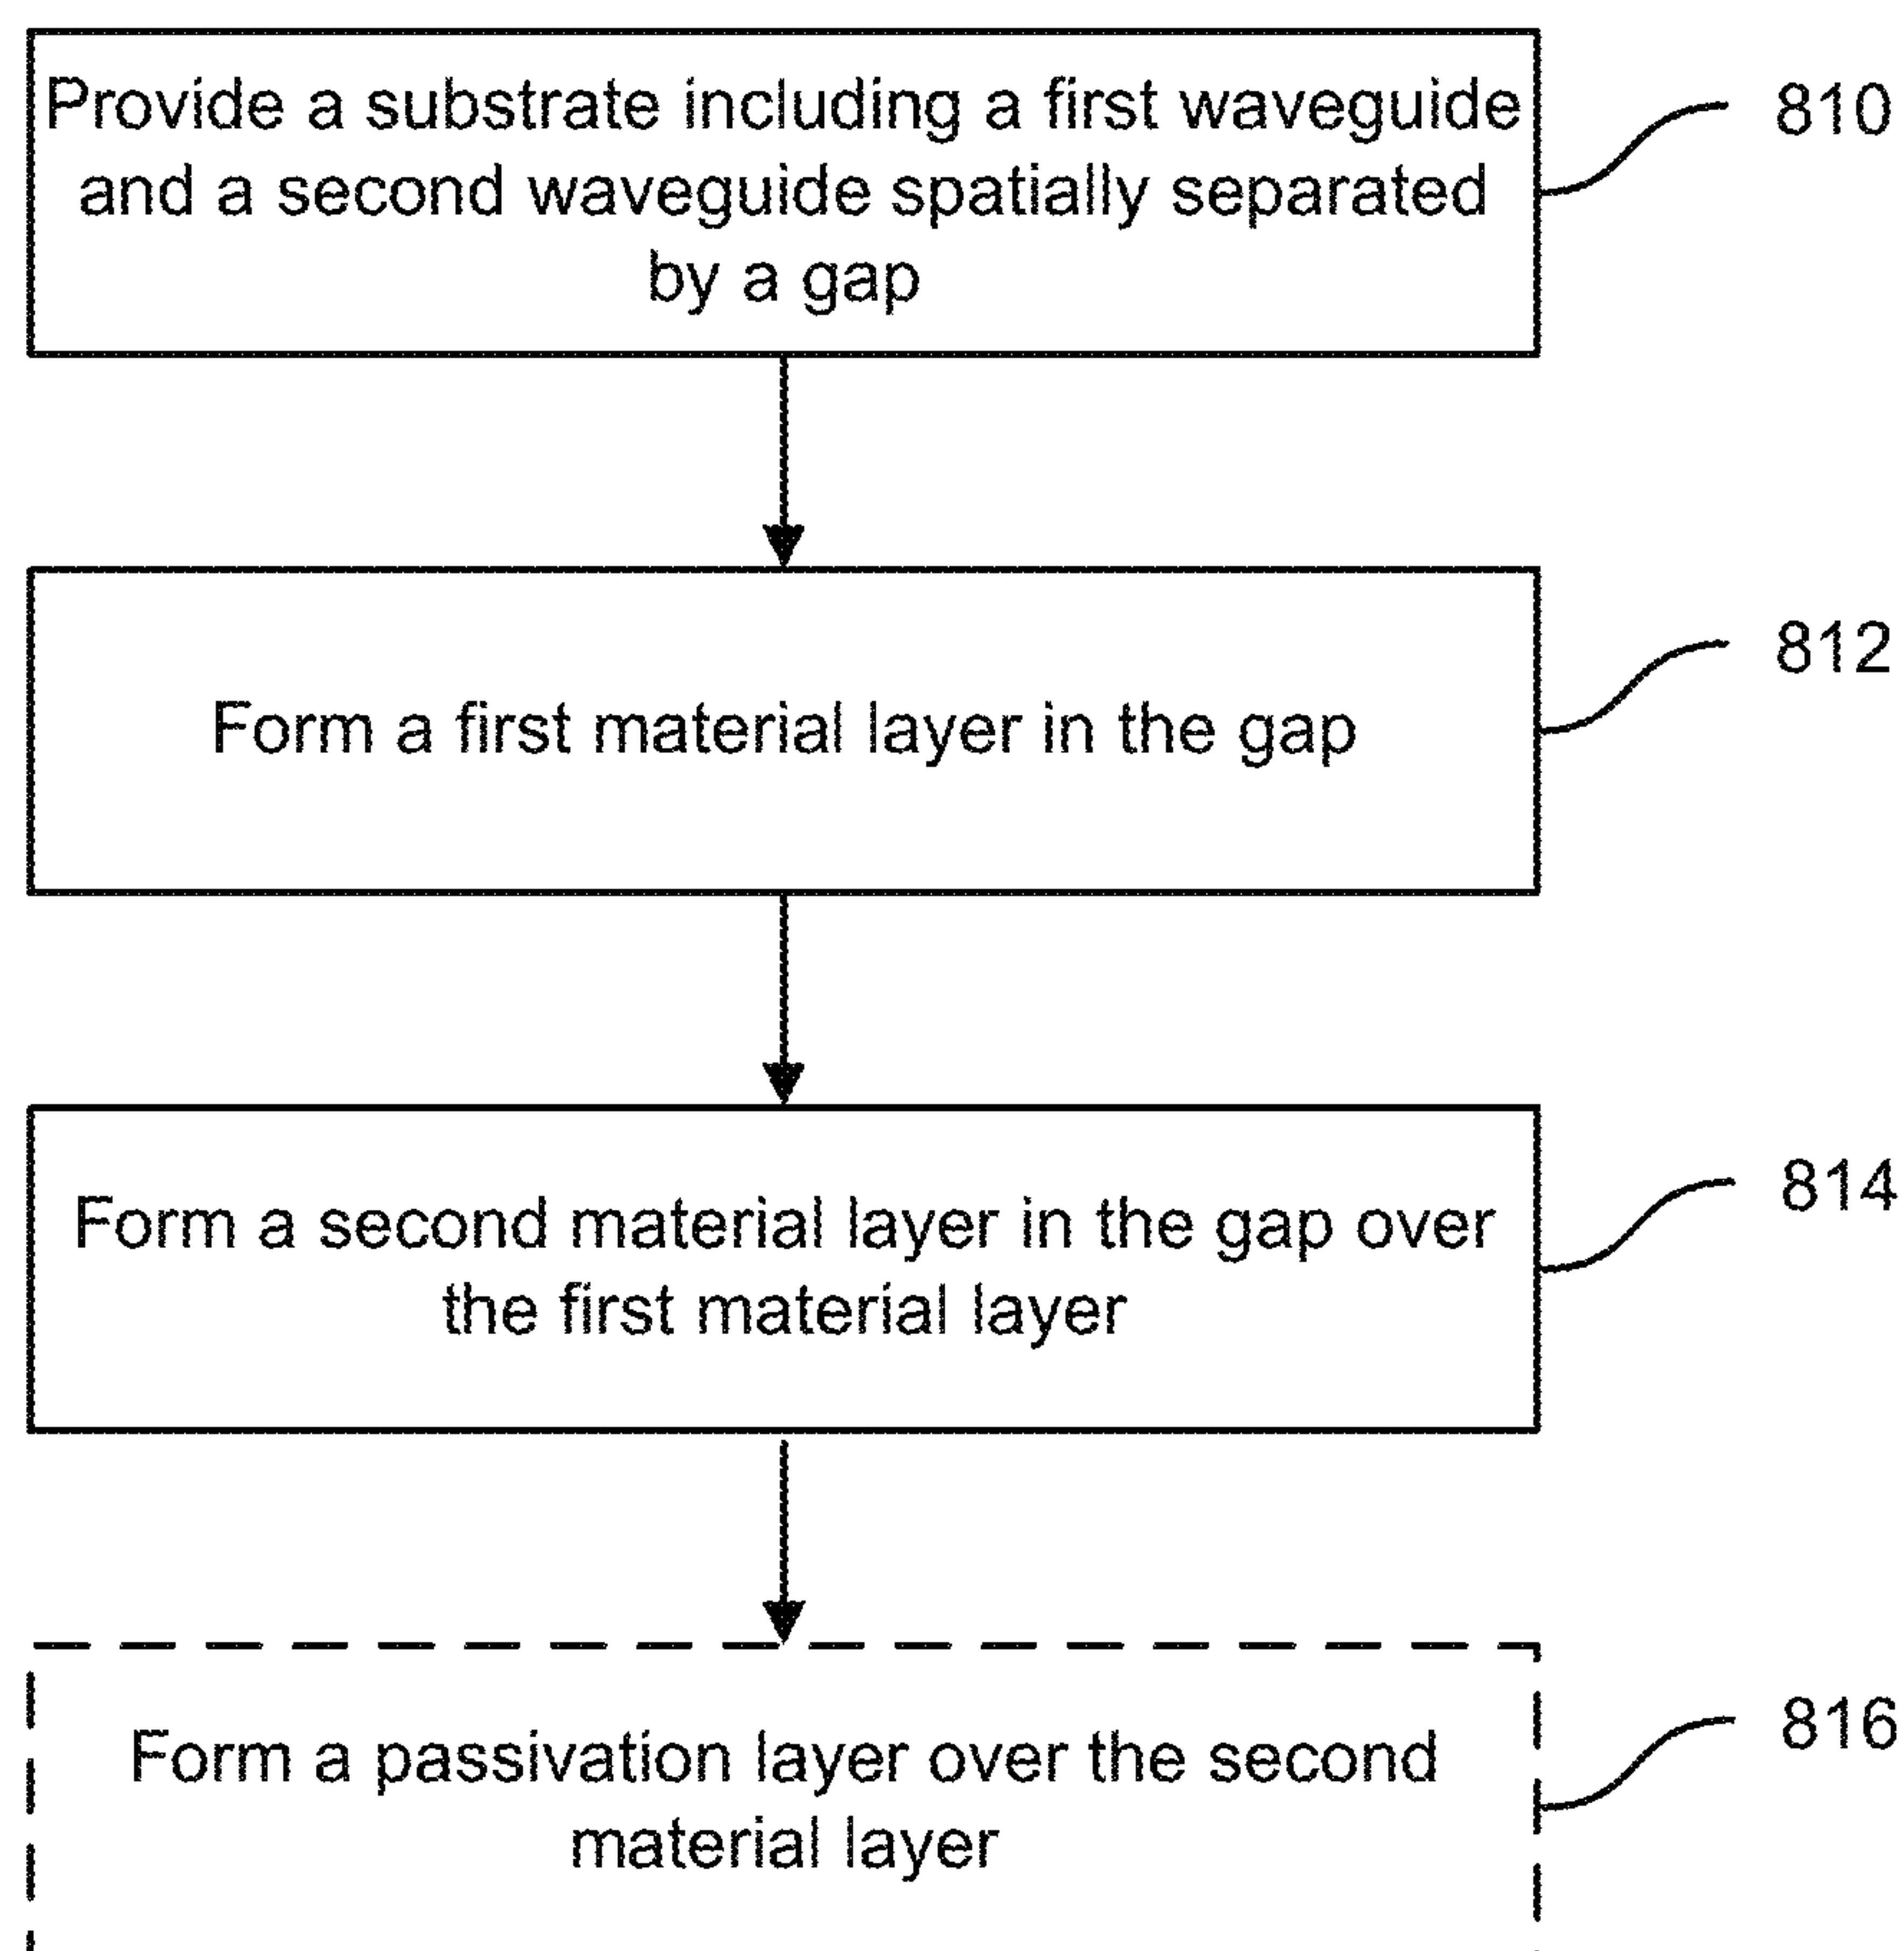 Provide a substrate including a first waveguide
and a second waveguide spatially separated
by a gap
810
Form a first material layer in the gap
812
Form a second material layer in the gap over
the first material layer
814
Form a passivation layer over the second
material layer
816